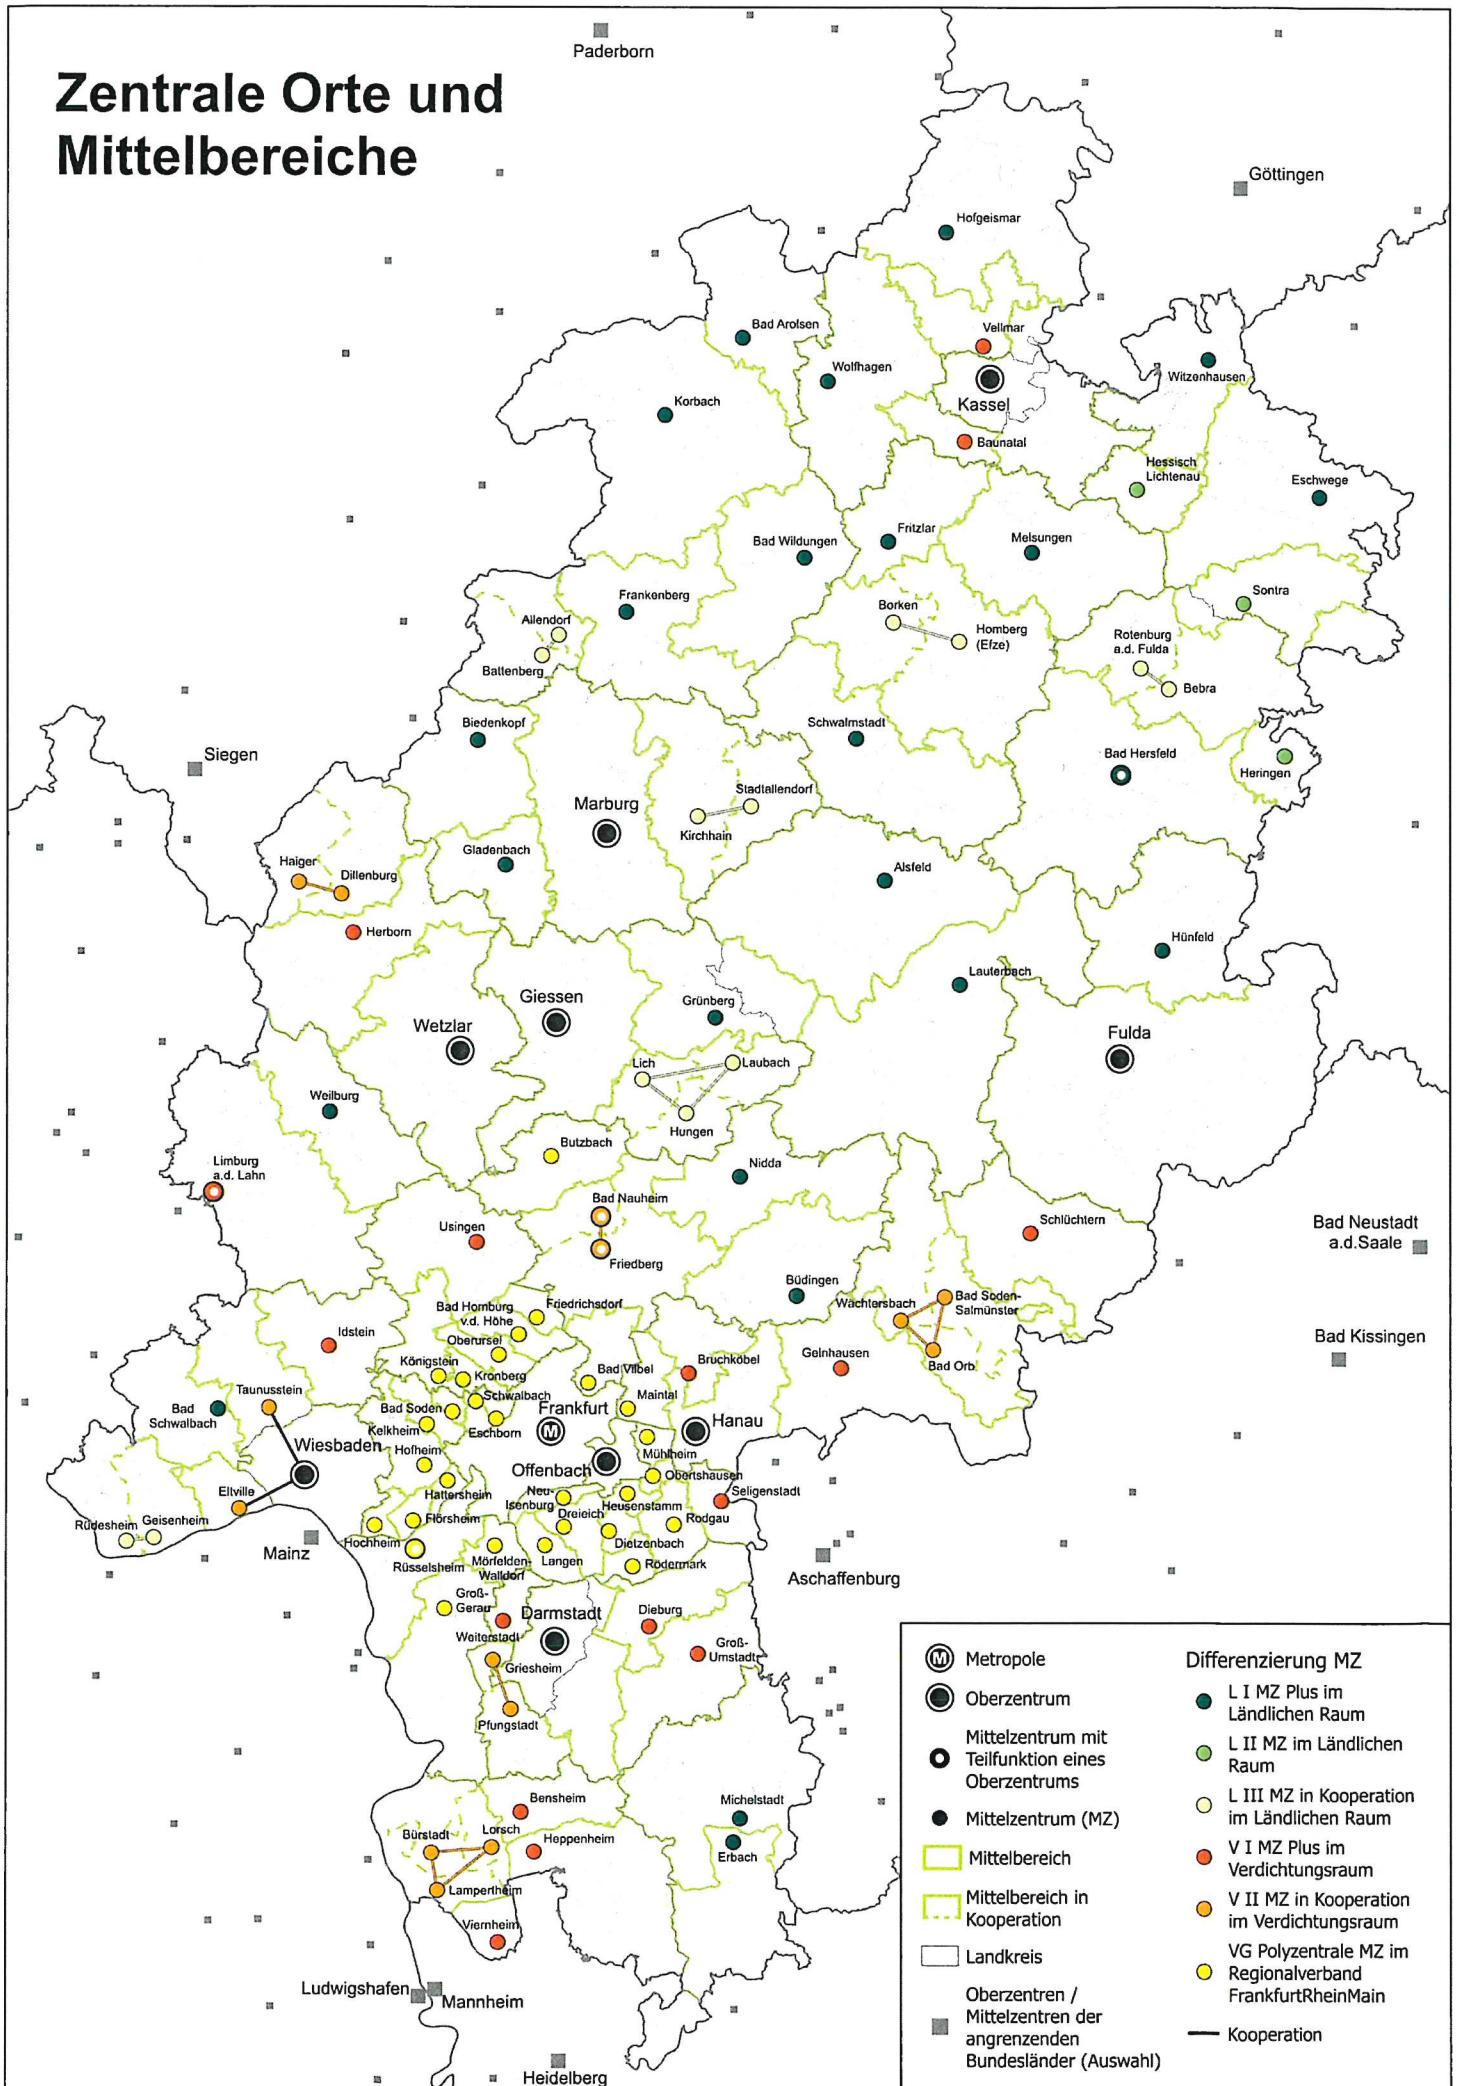 Zentrale Orte und
Mittelbereiche
Paderborn
Göttingen
Hofgeismar
Bad Arolsen
Vellmar
Wolfhagen
Witzenhausen
Kassel
Korbach
Baunatal
Hessisch
Lichtenau
Eschwege
Fritzlar
Bad Wildungen
Melsungen
Frankenberg
Sontra
Borken
Allendorf
Homberg
(Efze)
Rotenburg
a.d. Fulda
Battenberg
Bebra
Biedenkopf
Schwalmstadt
Siegen
Bad Hersfeld
Heringen
Stadtallendorf
Marburg
Kirchhain
Gladenbach
Haiger
Dillenburg
Alsfeld
Herborn
Hünfeld
Lauterbach
Giessen
Grünberg
Wetzlar
Fulda
Lich
Laubach
Weilburg
Hungen
Butzbach
Limburg
a.d. Lahn
Nidda
Bad Nauheim
Usingen
Schlüchtern
Bad Neustadt
a.d.Saale
Friedberg
Büdingen
Bad Soden-
Salmünster
Wächtersbach
Friedrichsdorf
Bad Homburg
v.d. Höhe
Idstein
Oberursel
Bad Kissingen
Gelnhausen
Bad Orb
Königstein
Kronberg
Bad Vilbel
Bruchköbel
Taunusstein
Bad
Schwalbach
Schwalbach
Maintal
Bad Soden
Frankfurt
M
Hanau
Kelkheim
Eschborn
Wiesbaden
Hofheim
Mühlheim
Offenbach
Obertshausen
Eltville
Hattersheim
Neu-
Isenburg
Heusenstamm
Seligenstadt
Rüdesheim
Geisenheim
Flörsheim
Dreieich
Rodgau
Mainz
Hochheim
Rüsselsheim
Mörfelden-
Walldorf
Langen
Dietzenbach
Rödermark
Aschaffenburg
Groß-
Gerau
Darmstadt
Dieburg
Weiterstadt
Groß-
Umstadt
Griesheim
Pfungstadt
Bensheim
Michelstadt
Bürstadt
Lorsch
Heppenheim
Erbach
Lampertheim
Viernheim
Ludwigshafen
Mannheim
Heidelberg
M
Metropole
Oberzentrum
Mittelzentrum mit
Teilfunktion eines
Oberzentrums
Mittelzentrum (MZ)
Mittelbereich
Mittelbereich in
Kooperation
Landkreis
Oberzentren /
Mittelzentren der
angrenzenden
Bundesländer (Auswahl)
Differenzierung MZ
L I MZ Plus im
Ländlichen Raum
L II MZ im Ländlichen
Raum
L III MZ in Kooperation
im Ländlichen Raum
V I MZ Plus im
Verdichtungsraum
V II MZ in Kooperation
im Verdichtungsraum
VG Polyzentrale MZ im
Regionalverband
FrankfurtRheinMain
Kooperation